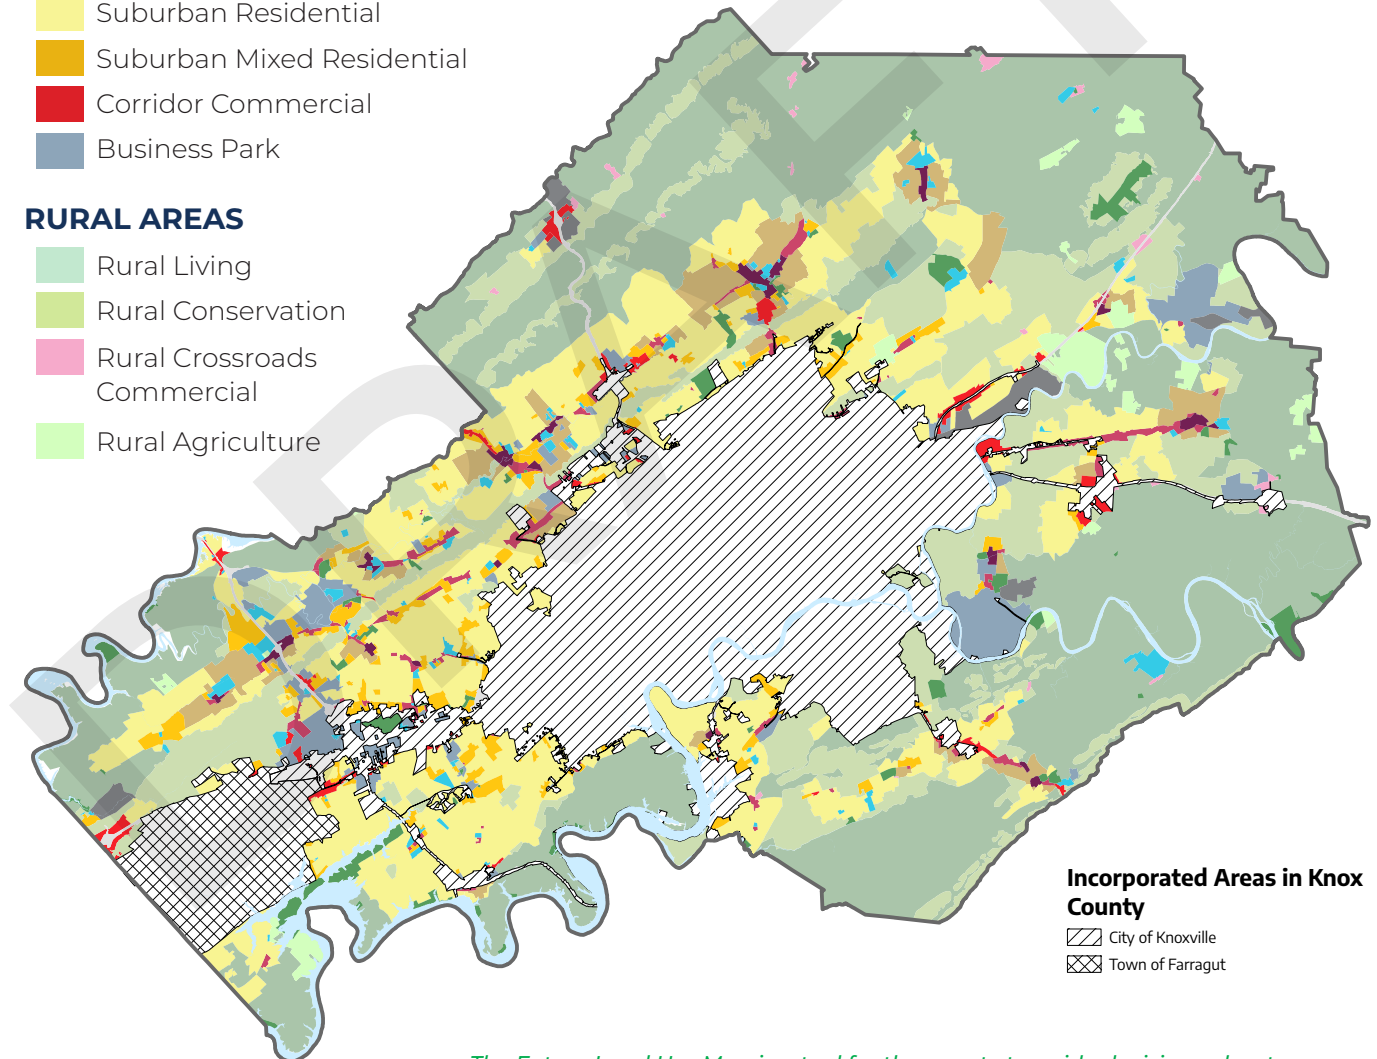 Suburban Residential
Suburban Mixed Residential
Corridor Commercial
Business Park
RURAL AREAS
Rural Living
Rural Conservation
Rural Crossroads
Commercial
Rural Agriculture
DRAFT
Incorporated Areas in Knox
County
City of Knoxville
Town of Farragut